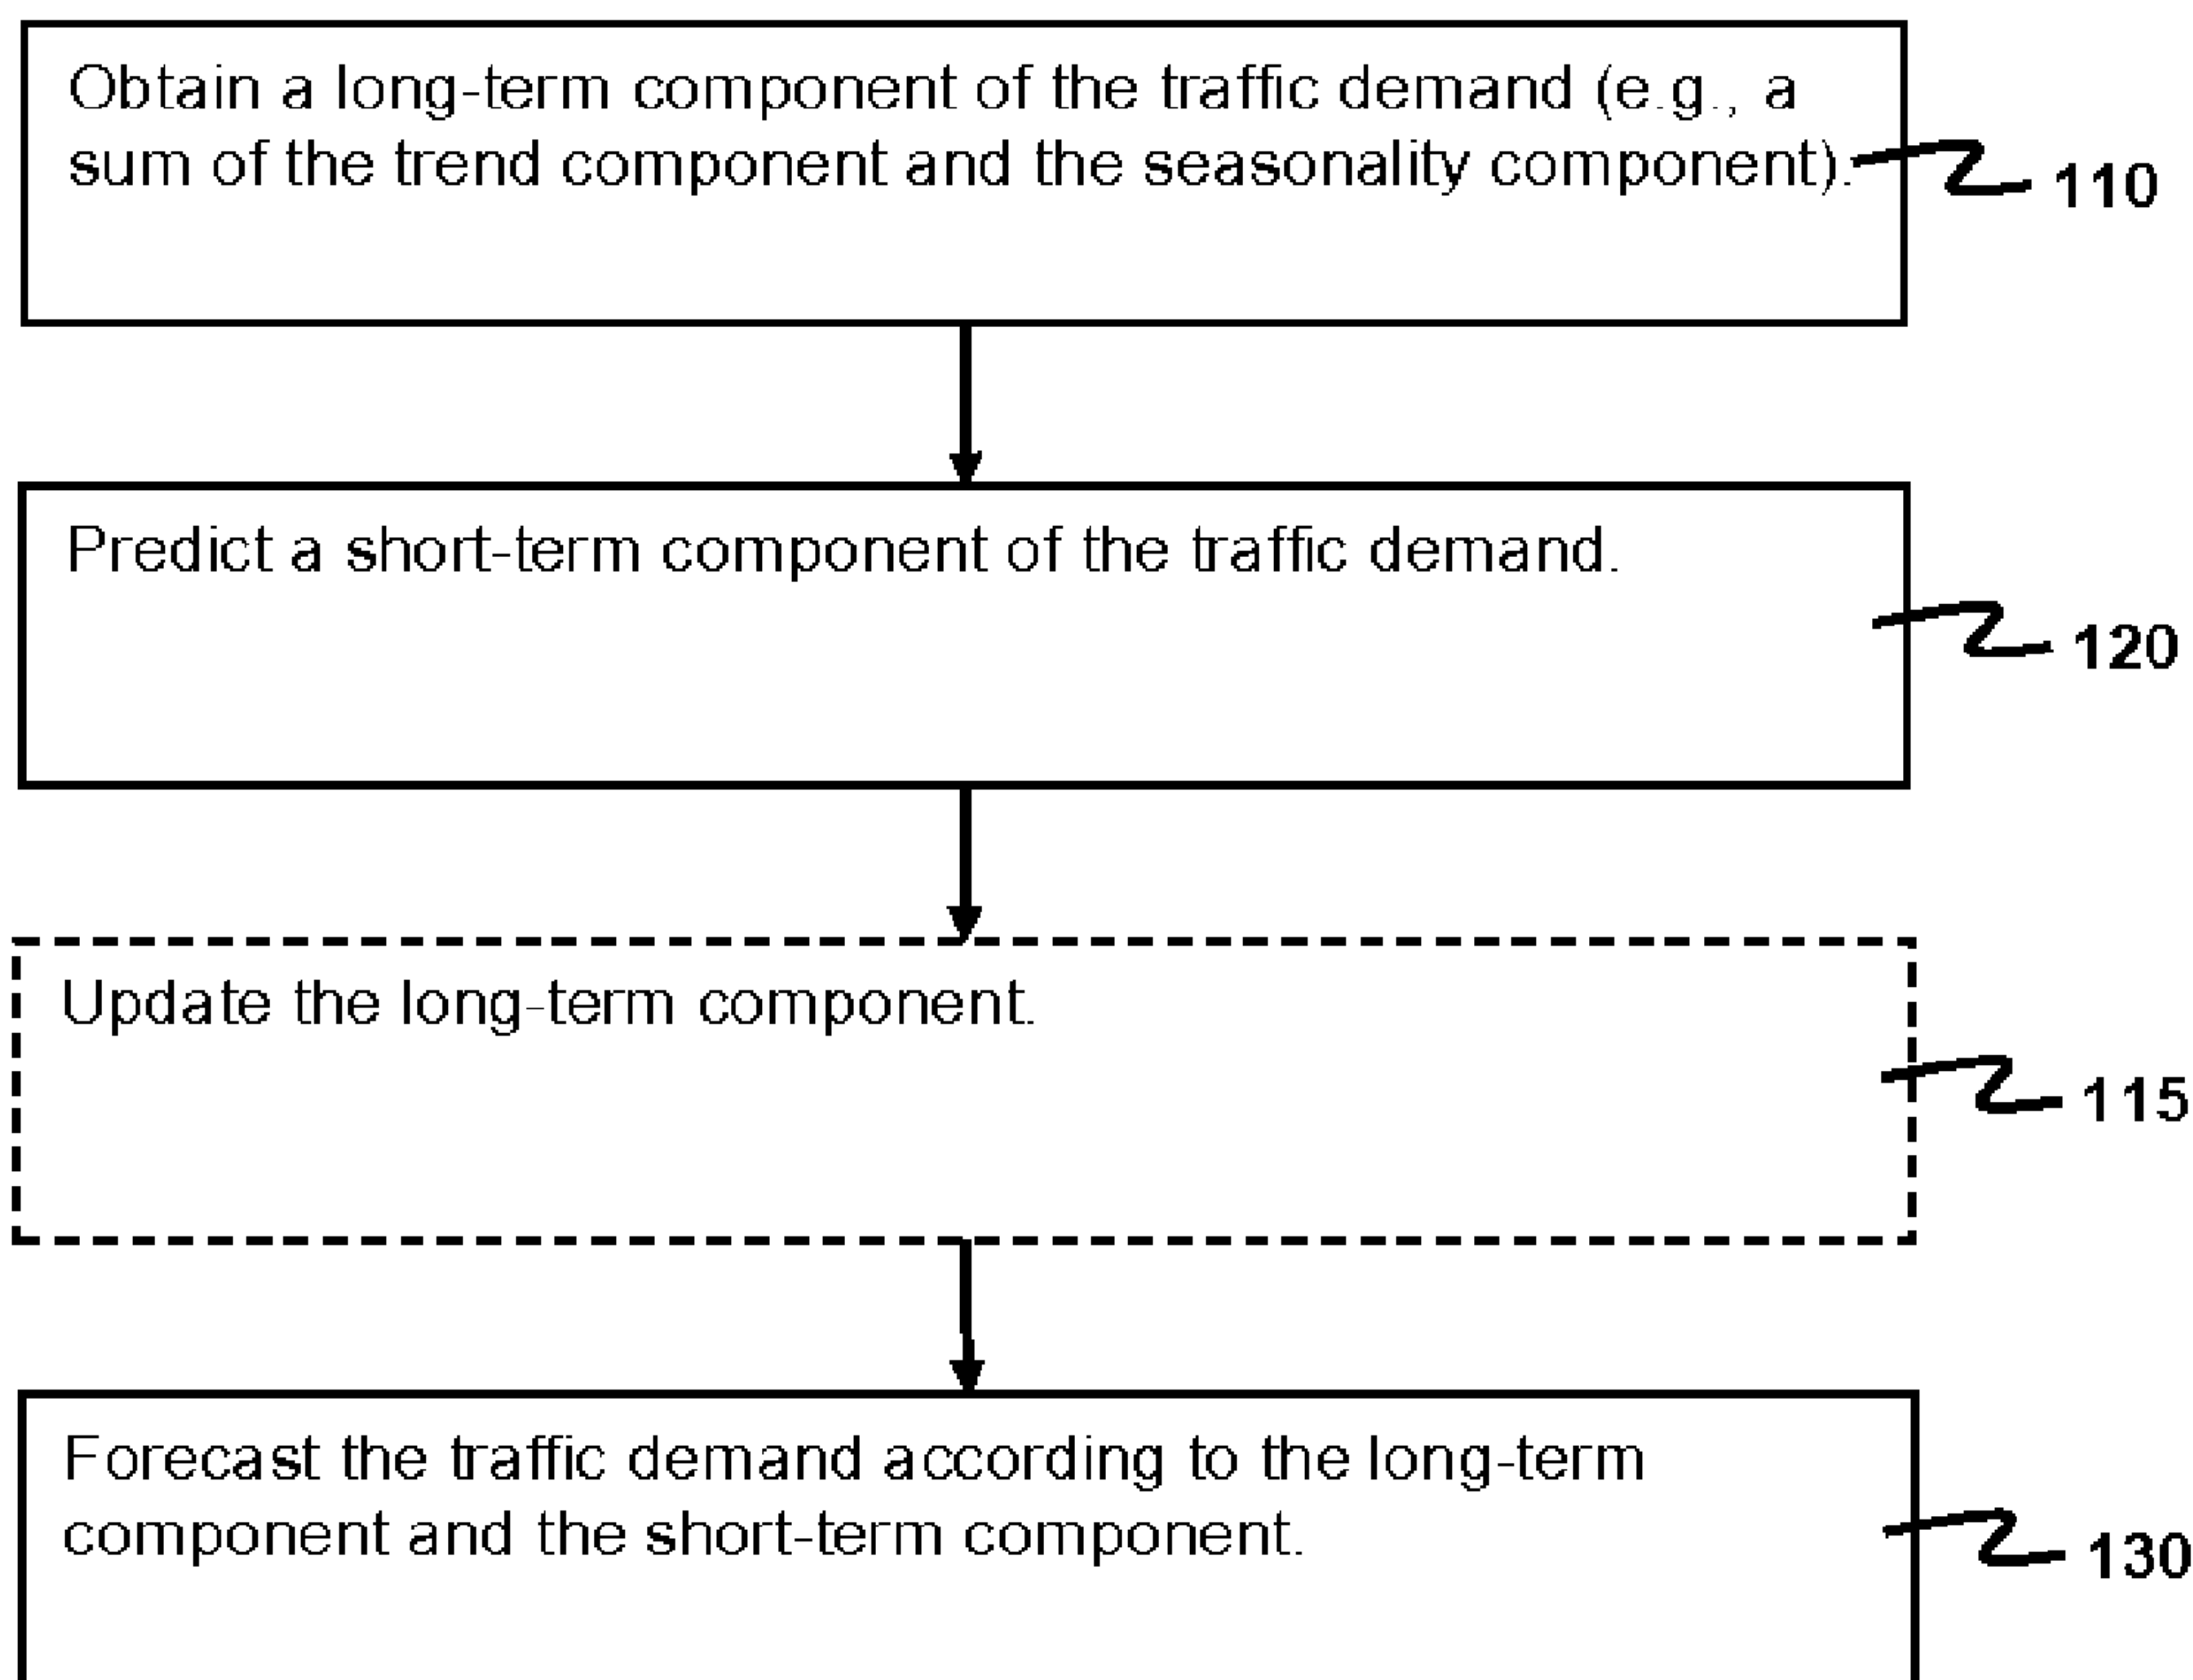 Obtain a long-term component of the traffic demand (e.g., a
sum of the trend component and the seasonality component).
110
Predict a short-term component of the traffic demand.
120
Update the long-term component.
115
Forecast the traffic demand according to the long-term
component and the short-term component.
130